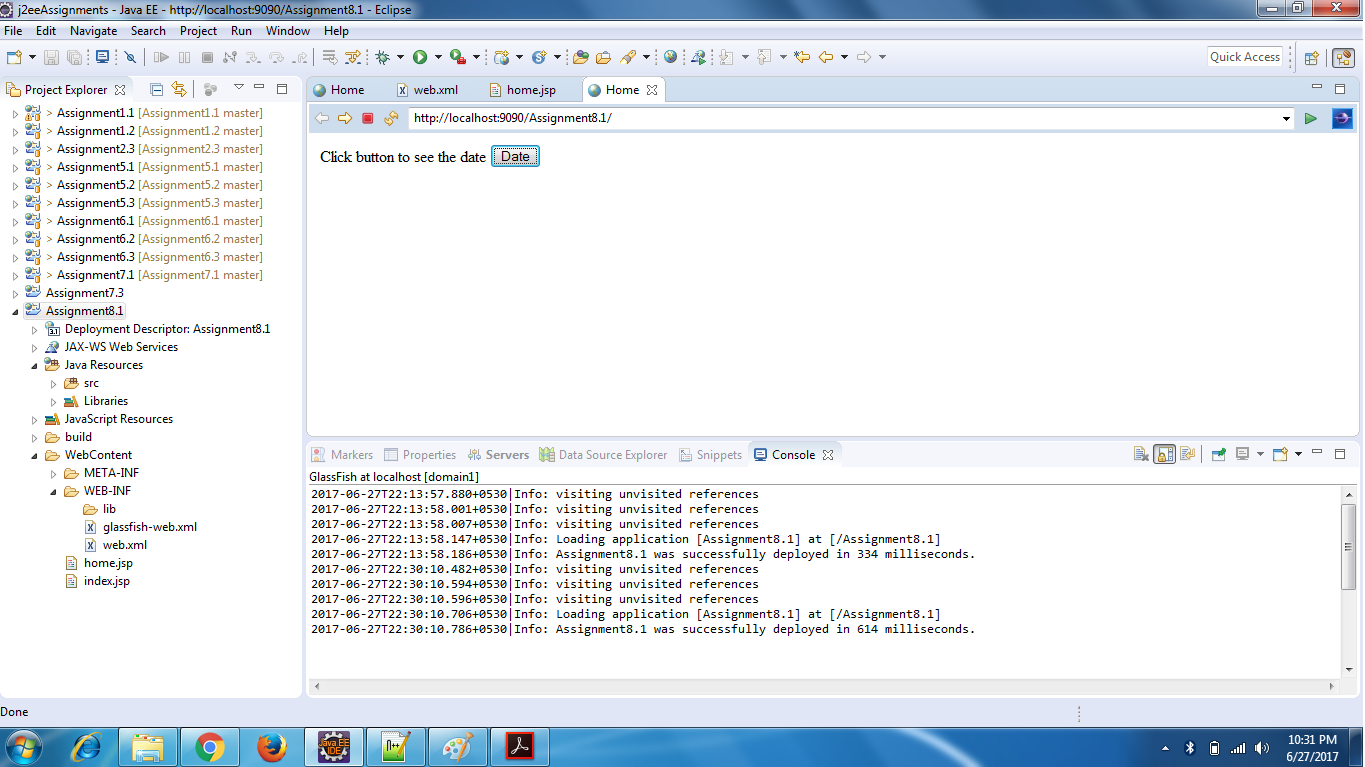 j2eeAssignments - Java EE - http://localhost:9090/Assignment8.1/ - Eclipse
File Edit Navigate Search Project Run Window Help
Quick Access
Project Explorer
> Assignment1.1 [Assignment1.1 master]
> Assignment1.2 [Assignment1.2 master]
> Assignment2.3 [Assignment2.3 master]
> Assignment5.1 [Assignment5.1 master]
> Assignment5.2 [Assignment5.2 master]
> Assignment5.3 [Assignment5.3 master]
> Assignment6.1 [Assignment6.1 master]
> Assignment6.2 [Assignment6.2 master]
> Assignment6.3 [Assignment6.3 master]
> Assignment7.1 [Assignment7.1 master]
Assignment7.3
Assignment8.1
Deployment Descriptor: Assignment8.1
JAX-WS Web Services
Java Resources
src
Libraries
JavaScript Resources
build
WebContent
META-INF
WEB-INF
lib
glassfish-web.xml
web.xml
home.jsp
index.jsp
Home web.xml home.jsp Home
http://localhost:9090/Assignment8.1/
Click button to see the date Date
Markers Properties Servers Data Source Explorer Snippets Console
GlassFish at localhost [domain1]
2017-06-27T22:13:57.880+0530|Info: visiting unvisited references
2017-06-27T22:13:58.001+0530|Info: visiting unvisited references
2017-06-27T22:13:58.007+0530|Info: visiting unvisited references
2017-06-27T22:13:58.147+0530|Info: Loading application [Assignment8.1] at [/Assignment8.1]
2017-06-27T22:13:58.186+0530|Info: Assignment8.1 was successfully deployed in 334 milliseconds.
2017-06-27T22:30:10.482+0530|Info: visiting unvisited references
2017-06-27T22:30:10.594+0530|Info: visiting unvisited references
2017-06-27T22:30:10.596+0530|Info: visiting unvisited references
2017-06-27T22:30:10.706+0530|Info: Loading application [Assignment8.1] at [/Assignment8.1]
2017-06-27T22:30:10.786+0530|Info: Assignment8.1 was successfully deployed in 614 milliseconds.
Done
Java EE
IDE
10:31 PM
6/27/2017